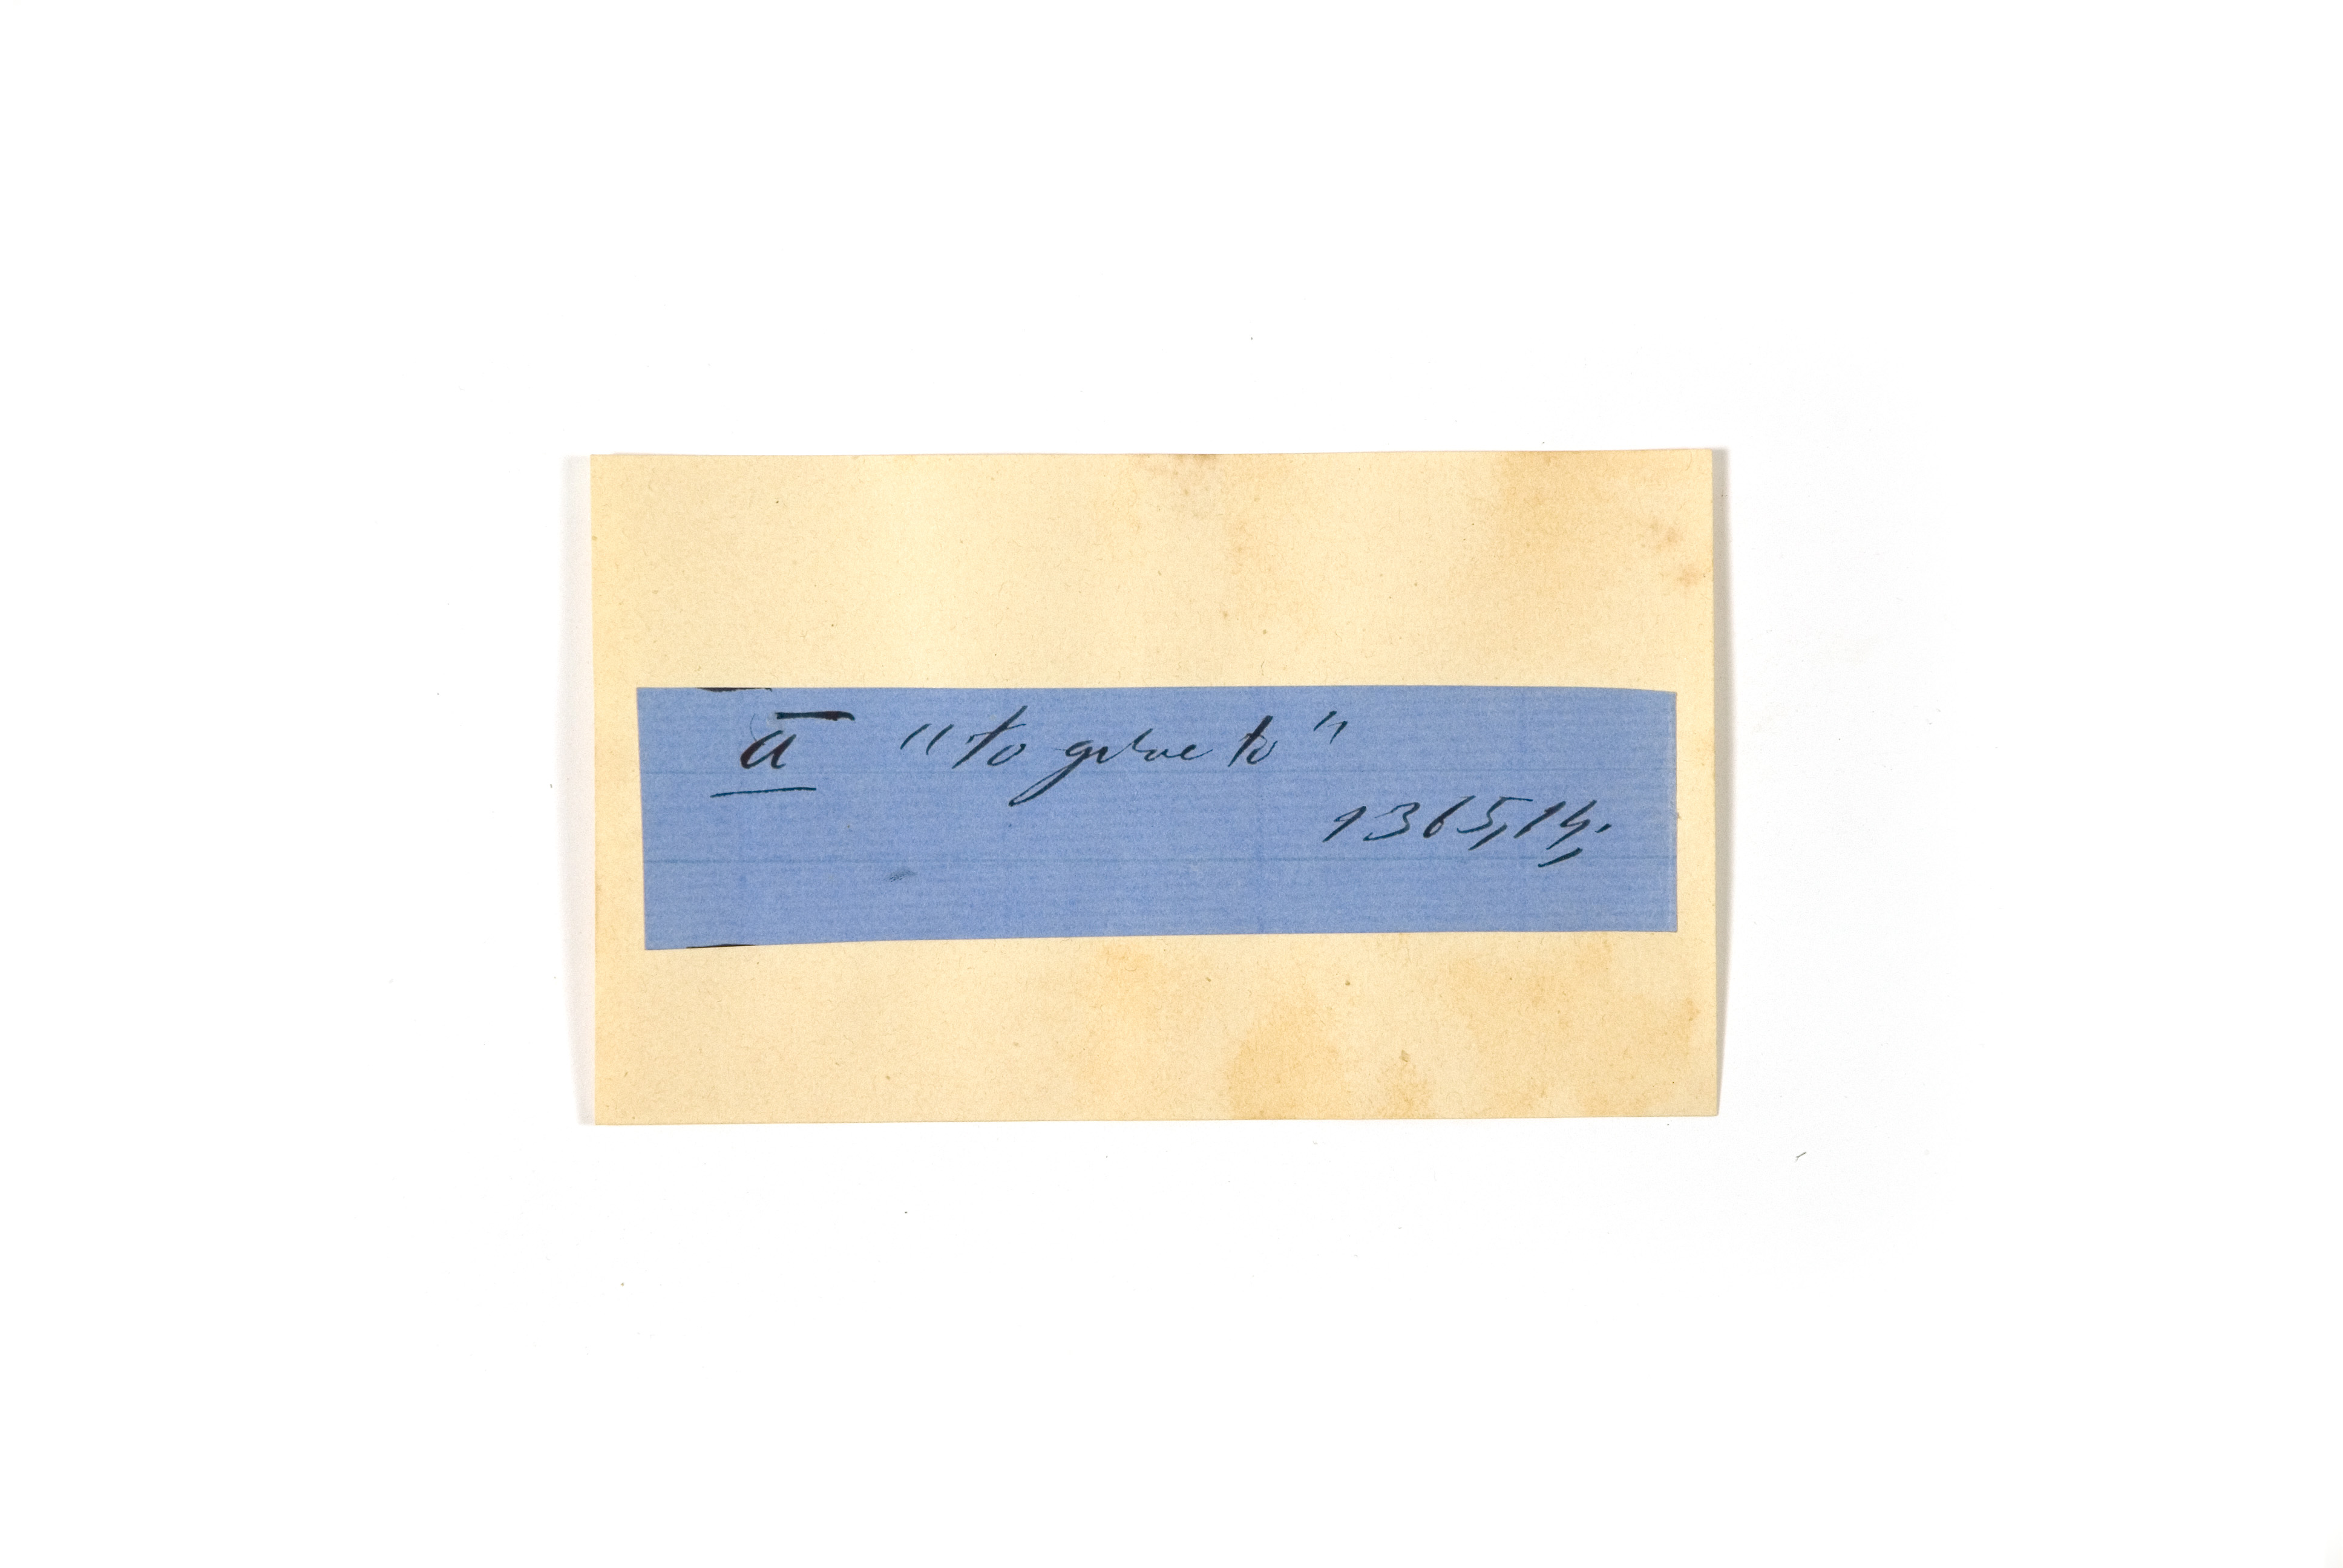 ā "to give to"
1365,14.